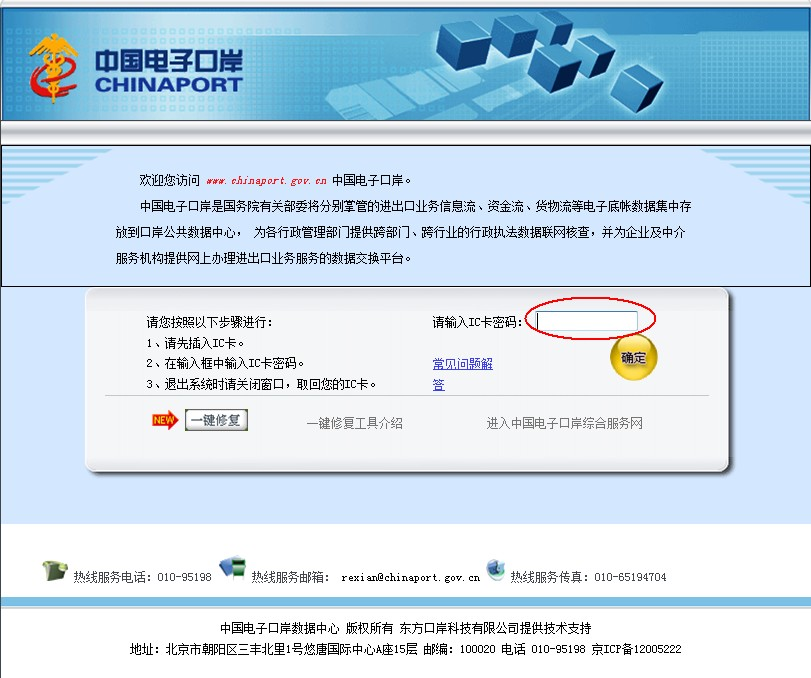 中国电子口岸
CHINAPORT
欢迎您访问 www.chinaport.gov.cn 中国电子口岸。
中国电子口岸是国务院有关部委将分别掌管的进出口业务信息流、资金流、货物流等电子底帐数据集中存
放到口岸公共数据中心， 为各行政管理部门提供跨部门、跨行业的行政执法数据联网核查，并为企业及中介
服务机构提供网上办理进出口业务服务的数据交换平台。
请您按照以下步骤进行：
请输入IC卡密码：
1、请先插入IC卡。
确定
2、在输入框中输入IC卡密码。
常见问题解
3、退出系统时请关闭窗口，取回您的IC卡。
答
NEW 一键修复 一键修复工具介绍 进入中国电子口岸综合服务网
热线服务电话：010-95198 热线服务邮箱： rexian@chinaport.gov.cn 热线服务传真：010-65194704
中国电子口岸数据中心 版权所有 东方口岸科技有限公司提供技术支持
地址：北京市朝阳区三丰北里1号悠唐国际中心A座15层 邮编：100020 电话 010-95198 京ICP备12005222